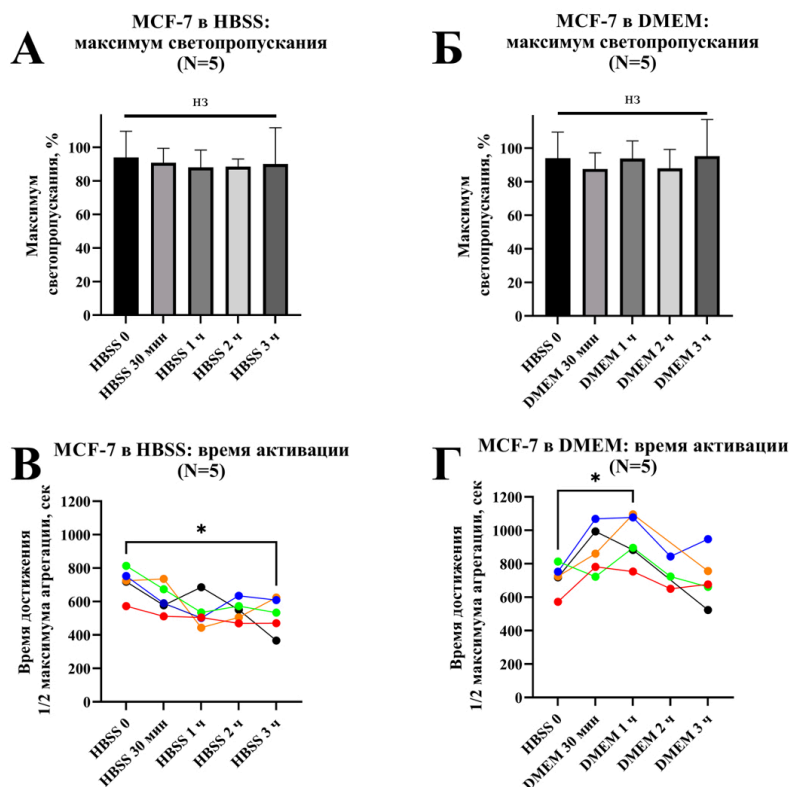 А
MCF-7 в HBSS:
максимум светопропускания
(N=5)
нз
Максимум
светопропускания, %
100
80
60
40
20
0
HBSS 0
HBSS 30 мин
HBSS 1 ч
HBSS 2 ч
HBSS 3 ч
Б
MCF-7 в DMEM:
максимум светопропускания
(N=5)
нз
Максимум
светопропускания, %
100
80
60
40
20
0
HBSS 0
DMEM 30 мин
DMEM 1 ч
DMEM 2 ч
DMEM 3 ч
В
MCF-7 в HBSS: время активации
(N=5)
*
Время достижения
1/2 максимума агрегации, сек
1200
1000
800
600
400
200
0
HBSS 0
HBSS 30 мин
HBSS 1 ч
HBSS 2 ч
HBSS 3 ч
Г
MCF-7 в DMEM: время активации
(N=5)
*
Время достижения
1/2 максимума агрегации, сек
1200
1000
800
600
400
200
0
HBSS 0
DMEM 30 мин
DMEM 1 ч
DMEM 2 ч
DMEM 3 ч